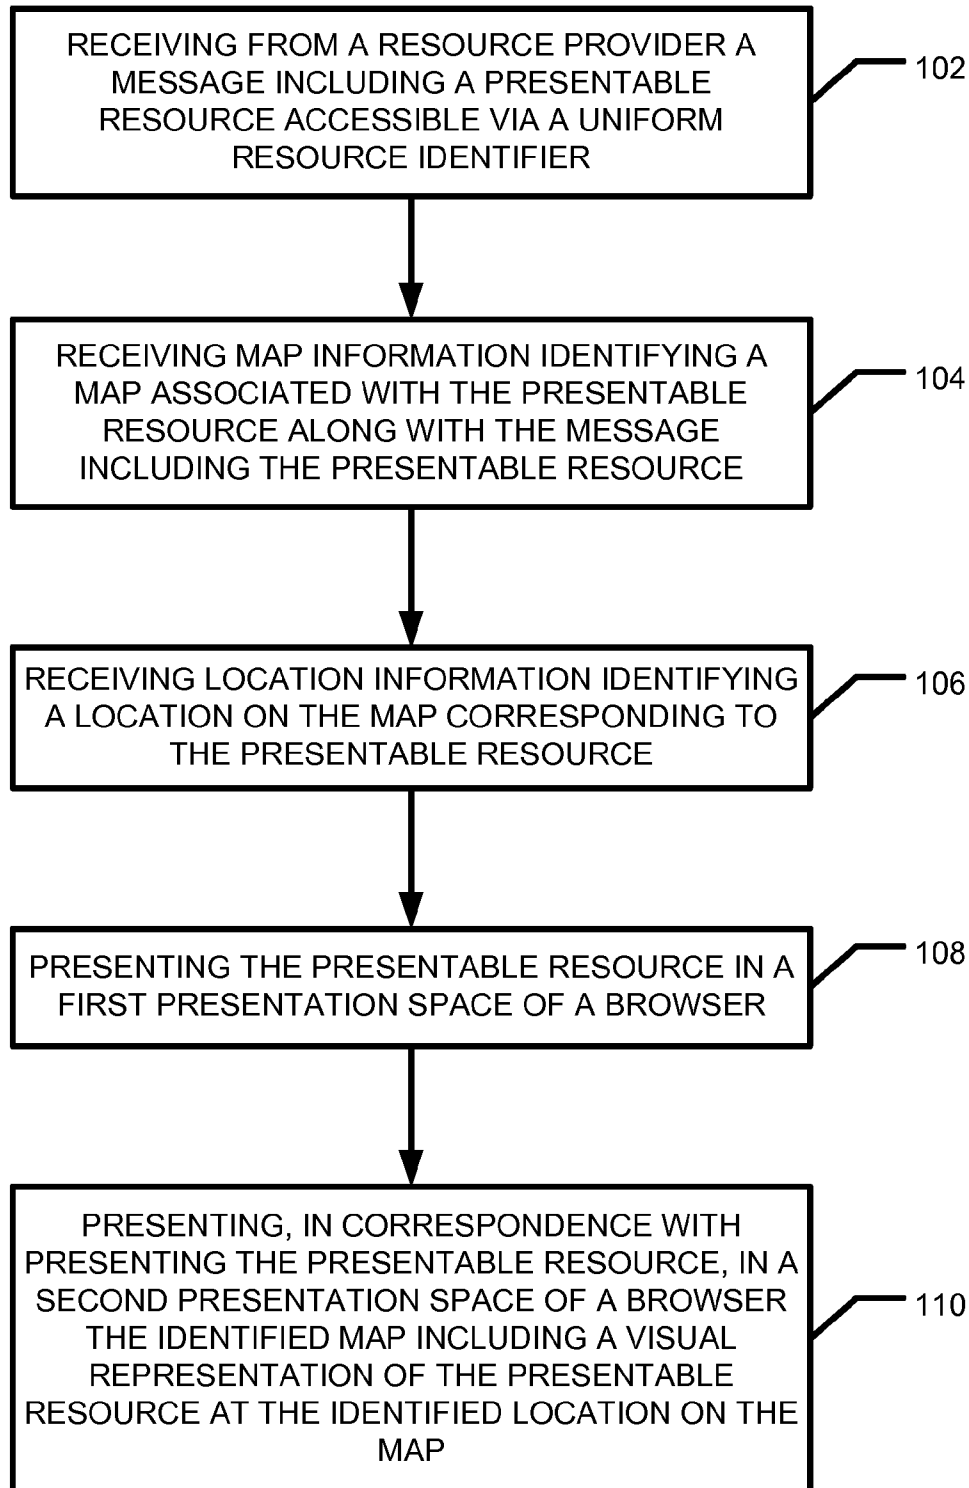 RECEIVING FROM A RESOURCE PROVIDER A
MESSAGE INCLUDING A PRESENTABLE
RESOURCE ACCESSIBLE VIA A UNIFORM
RESOURCE IDENTIFIER
102
RECEIVING MAP INFORMATION IDENTIFYING A
MAP ASSOCIATED WITH THE PRESENTABLE
RESOURCE ALONG WITH THE MESSAGE
INCLUDING THE PRESENTABLE RESOURCE
104
RECEIVING LOCATION INFORMATION IDENTIFYING
A LOCATION ON THE MAP CORRESPONDING TO
THE PRESENTABLE RESOURCE
106
PRESENTING THE PRESENTABLE RESOURCE IN A
FIRST PRESENTATION SPACE OF A BROWSER
108
PRESENTING, IN CORRESPONDENCE WITH
PRESENTING THE PRESENTABLE RESOURCE, IN A
SECOND PRESENTATION SPACE OF A BROWSER
THE IDENTIFIED MAP INCLUDING A VISUAL
REPRESENTATION OF THE PRESENTABLE
RESOURCE AT THE IDENTIFIED LOCATION ON THE
MAP
110